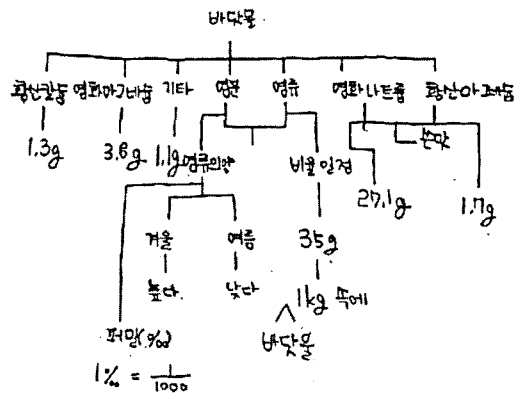 바닷물
황산칼슘 염화마그네슘 기타 염분 염류 염화나트륨 황산마그네슘
1.3g 3.6g 1.1g 염류의양 비율일정 쓴맛
27.1g 1.7g
겨울 여름 35g
높다. 낮다 1kg 속에
퍼밀(‰) 바닷물
1‰ = 1/1000